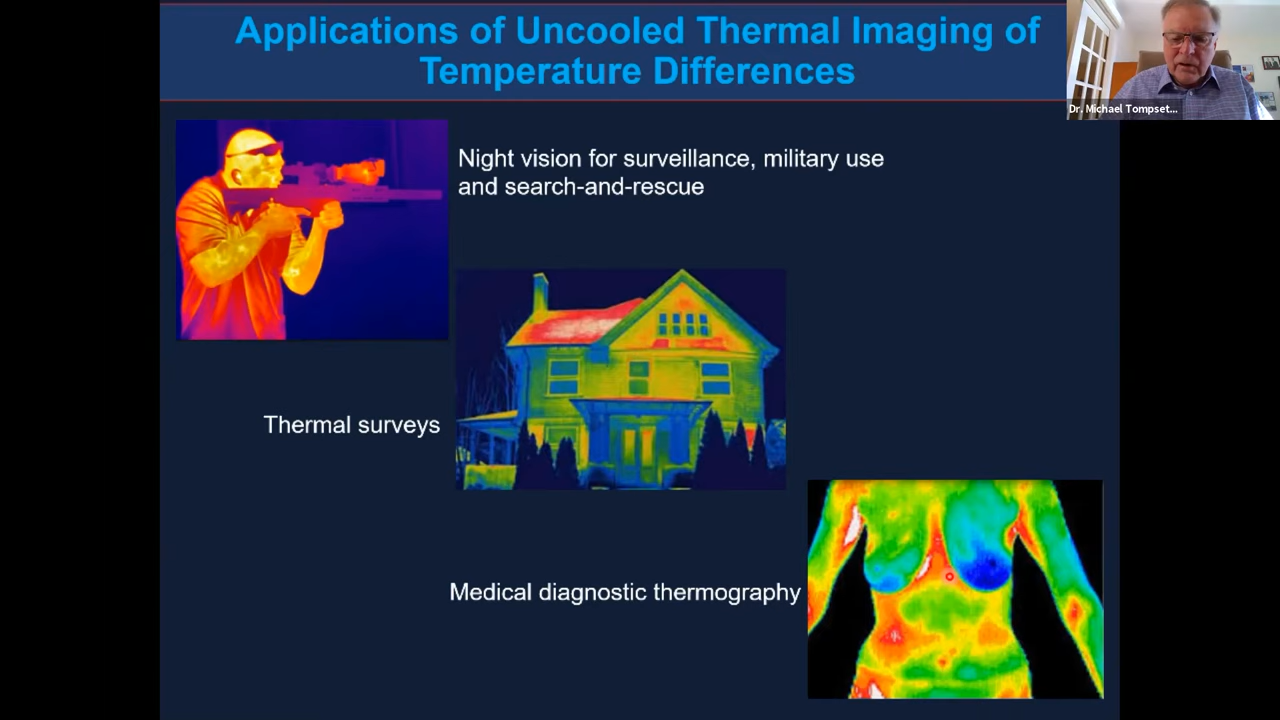 Applications of Uncooled Thermal Imaging of
Temperature Differences
Dr. Michael Tompset...
Night vision for surveillance, military use
and search-and-rescue
Thermal surveys
Medical diagnostic thermography